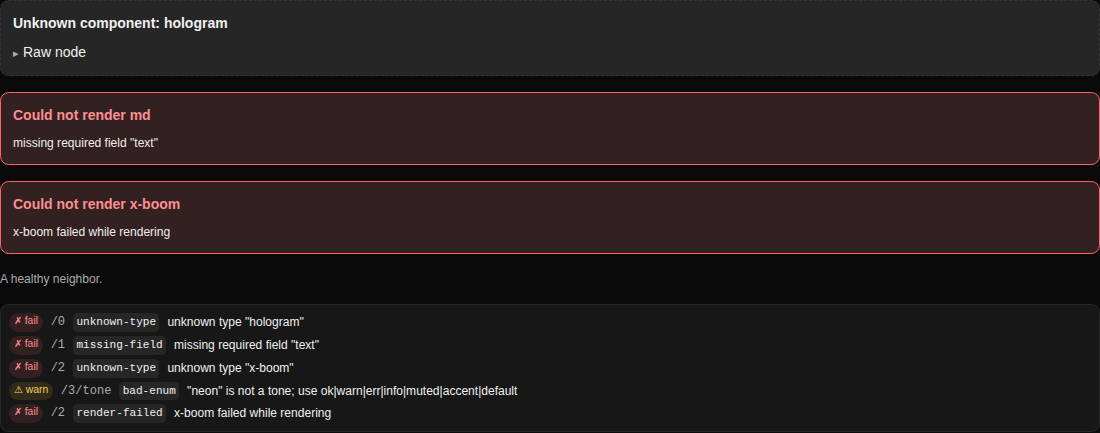 Unknown component: hologram
▸ Raw node
Could not render md
missing required field "text"
Could not render x-boom
x-boom failed while rendering
A healthy neighbor.
✗ fail /0 unknown-type unknown type "hologram"
✗ fail /1 missing-field missing required field "text"
✗ fail /2 unknown-type unknown type "x-boom"
⚠ warn /3/tone bad-enum "neon" is not a tone; use ok|warn|err|info|muted|accent|default
✗ fail /2 render-failed x-boom failed while rendering